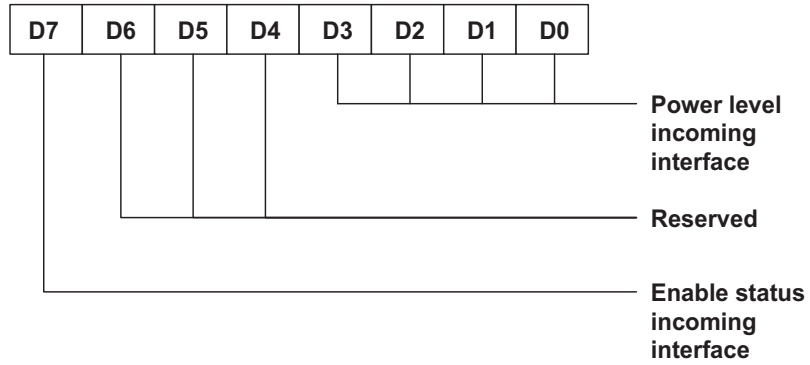 D7 D6 D5 D4 D3 D2 D1 D0
Power level
incoming
interface
Reserved
Enable status
incoming
interface